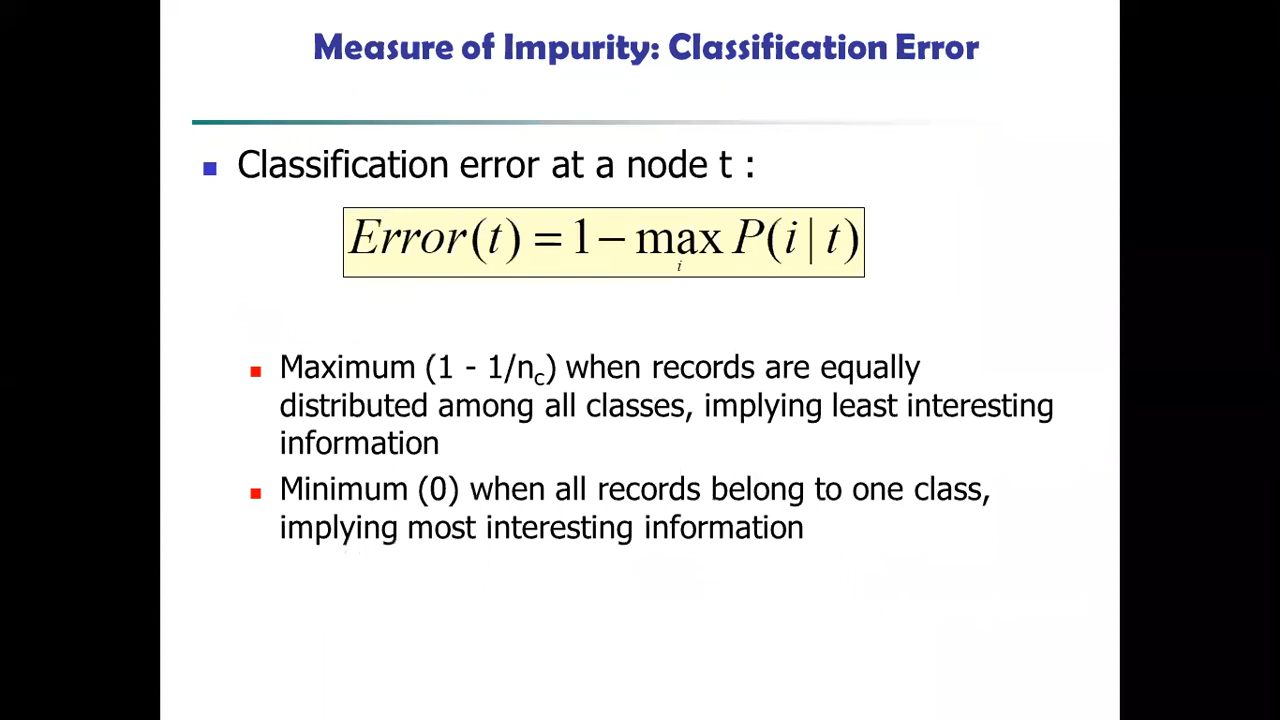 Measure of Impurity: Classification Error
Classification error at a node t :
Error(t) = 1 − max P(i | t)
i
Maximum (1 - 1/nc) when records are equally
distributed among all classes, implying least interesting
information
Minimum (0) when all records belong to one class,
implying most interesting information